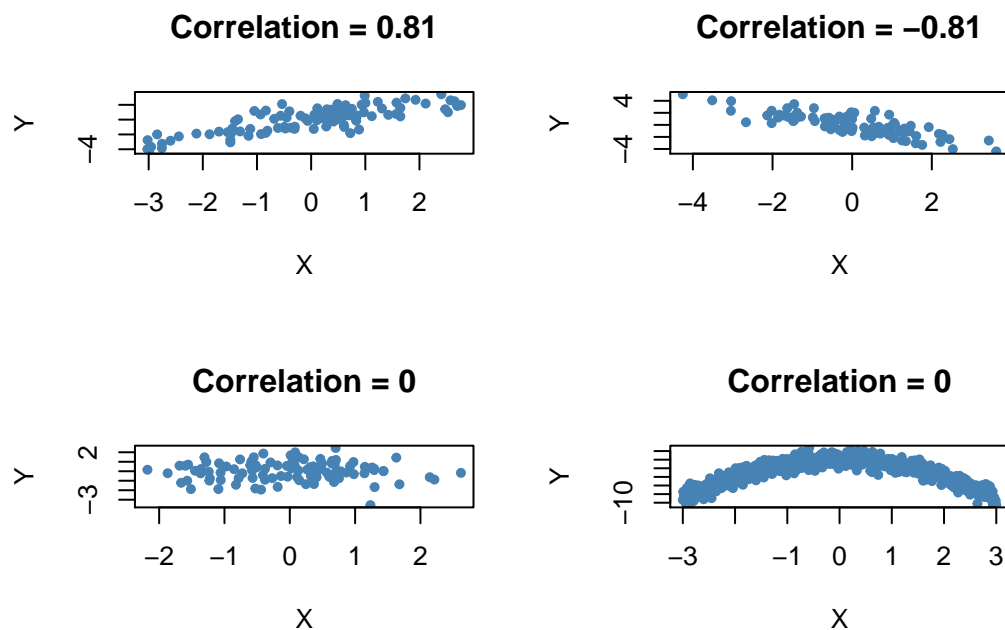 Correlation = 0.81
Y
−4
−3 −2 −1 0 1 2
X
Correlation = −0.81
Y
4
−4
−4 −2 0 2
X
Correlation = 0
Y
2
−3
−2 −1 0 1 2
X
Correlation = 0
Y
−10
−3 −1 0 1 2 3
X